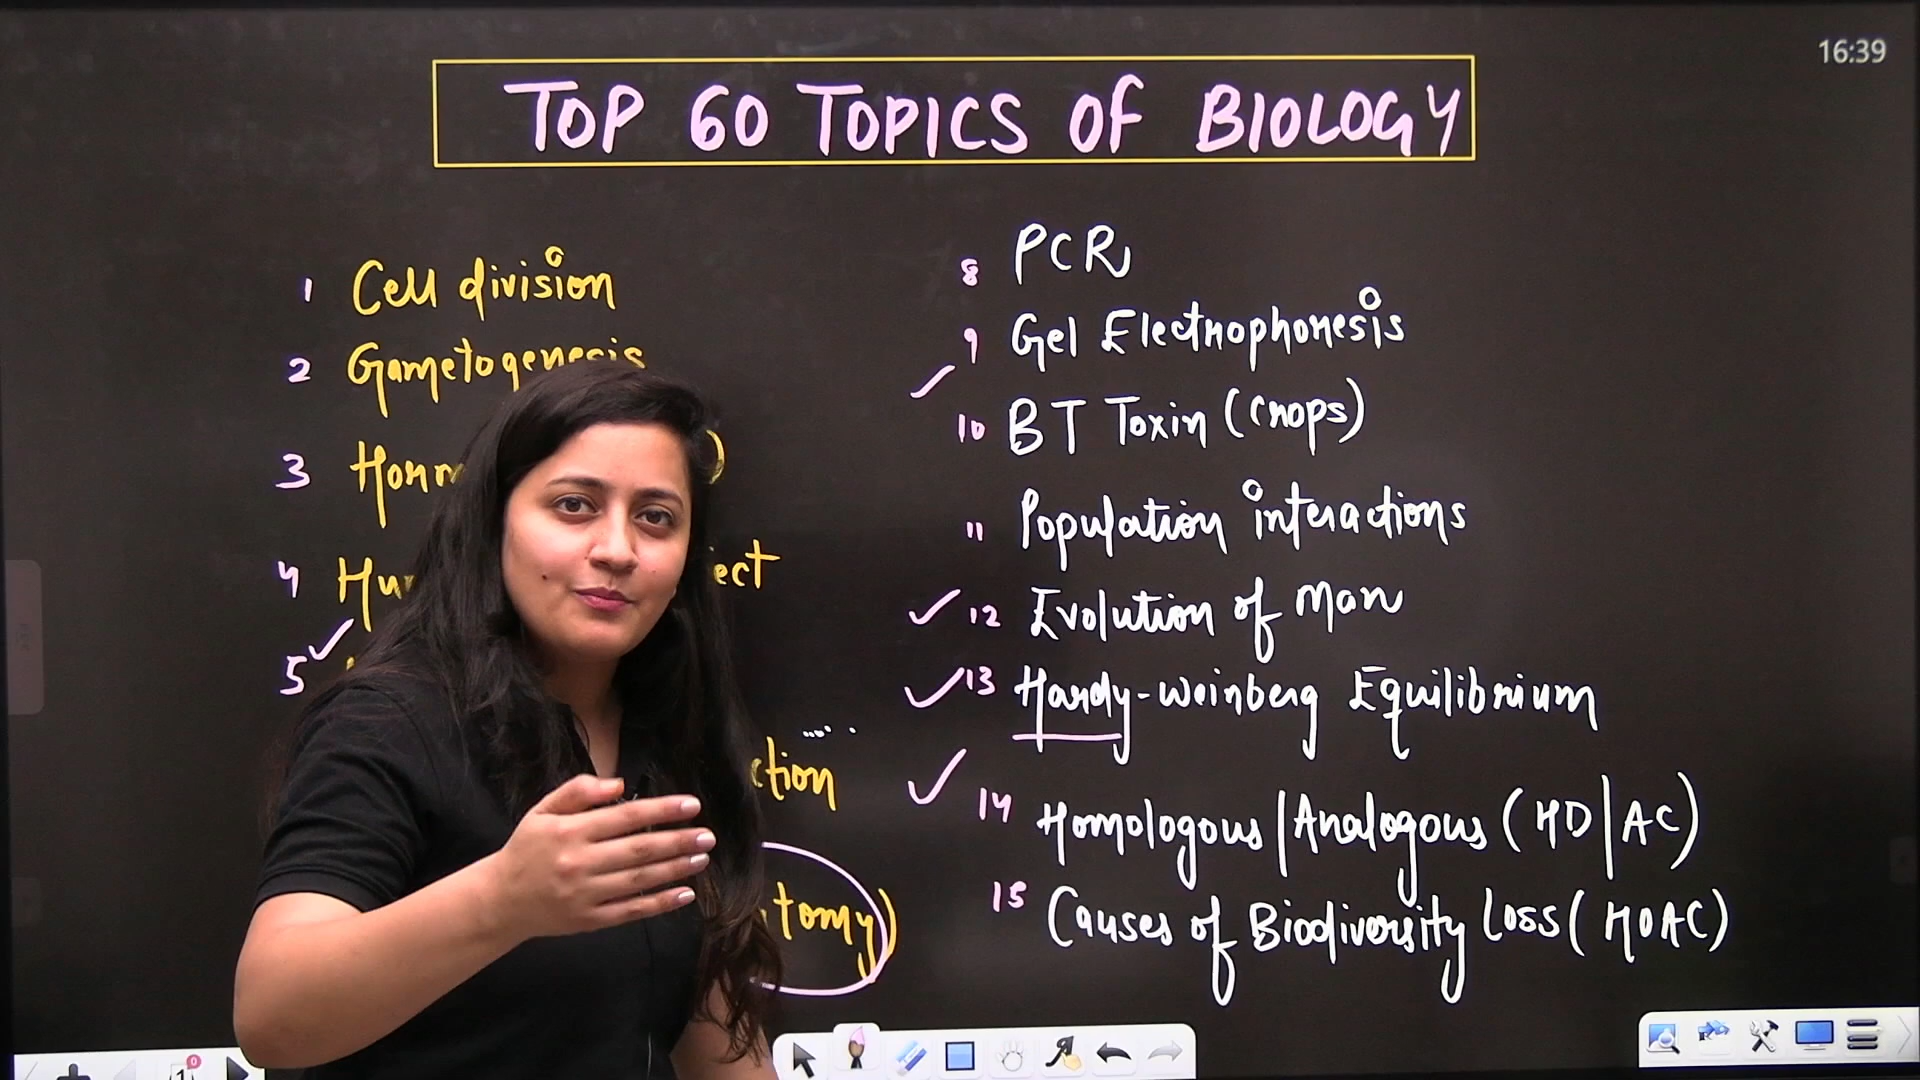 16:39
TOP 60 TOPICS OF BIOLOGY
1 Cell division
2 Gametogenesis
3
4 ect
5
ction
tomy)
8 PCR
9 Gel Electrophoresis
10 BT Toxin (crops)
11 Population interactions
12 Evolution of Man
13 Hardy-Weinberg Equilibrium
14 Homologous | Analogous (HD | AC)
15 Causes of Biodiversity Loss (HOAC)